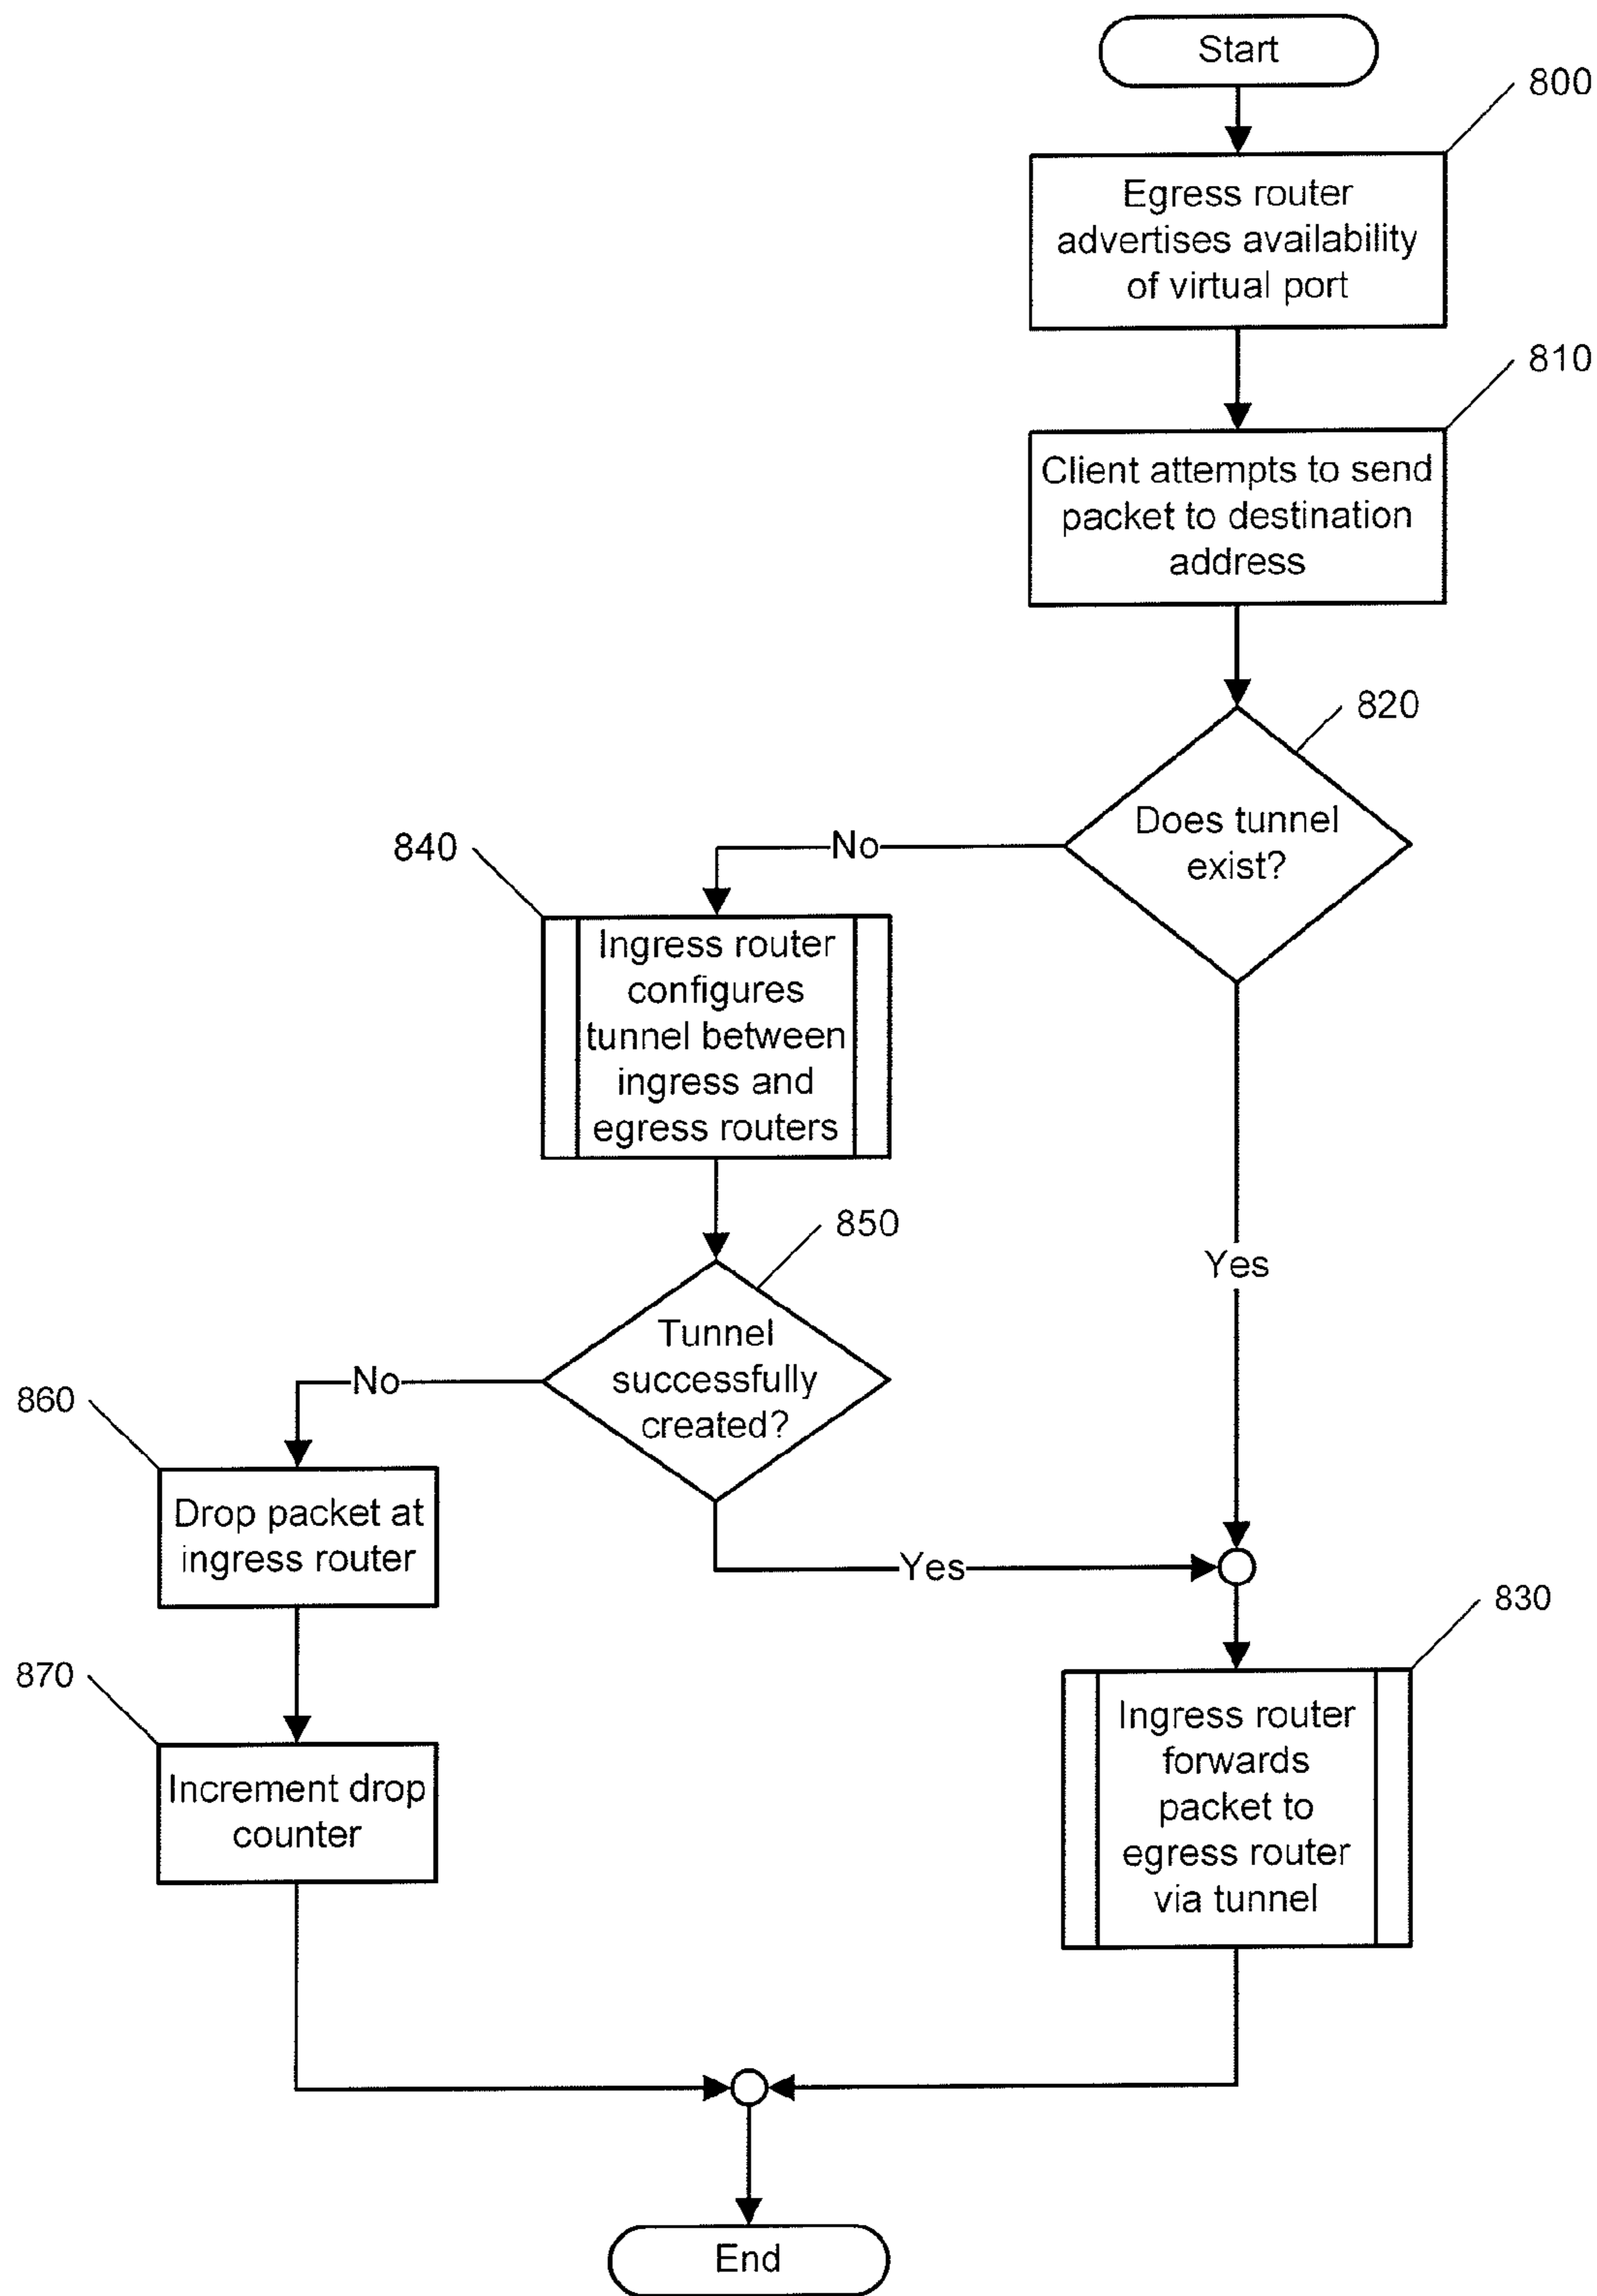 Start
800
Egress router
advertises availability
of virtual port
810
Client attempts to send
packet to destination
address
820
Does tunnel
exist?
No
840
Ingress router
configures
tunnel between
ingress and
egress routers
850
Yes
Tunnel
successfully
created?
No
860
Drop packet at
ingress router
Yes
830
870
Ingress router
forwards
packet to
egress router
via tunnel
Increment drop
counter
End